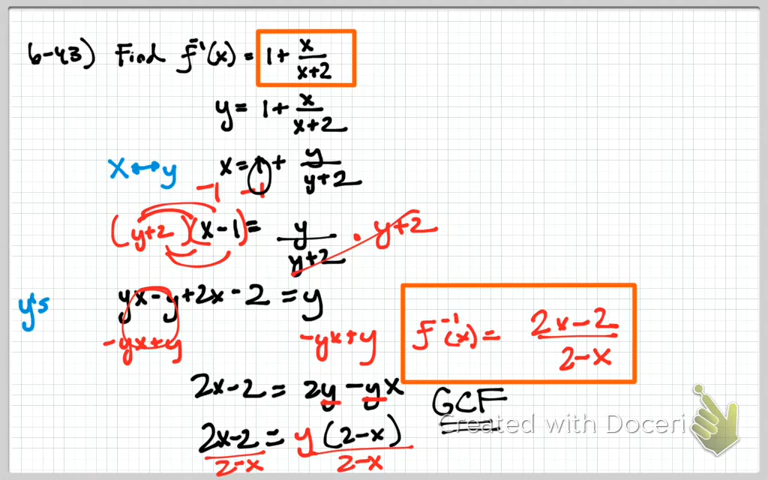 6-43) Find f⁻¹(x) = 1 + x/(x+2)
y = 1 + x/(x+2)
x ↔ y x = 1 + y/(y+2)
-1 -1
(y+2)(x-1) = y/(y+2) · y+2
y's yx - y + 2x - 2 = y
-yx + y -yx + y
f⁻¹(x) = (2x-2)/(2-x)
2x - 2 = 2y - yx
GCF
2x-2 = y(2-x)
2-x 2-x
Created with Doceri